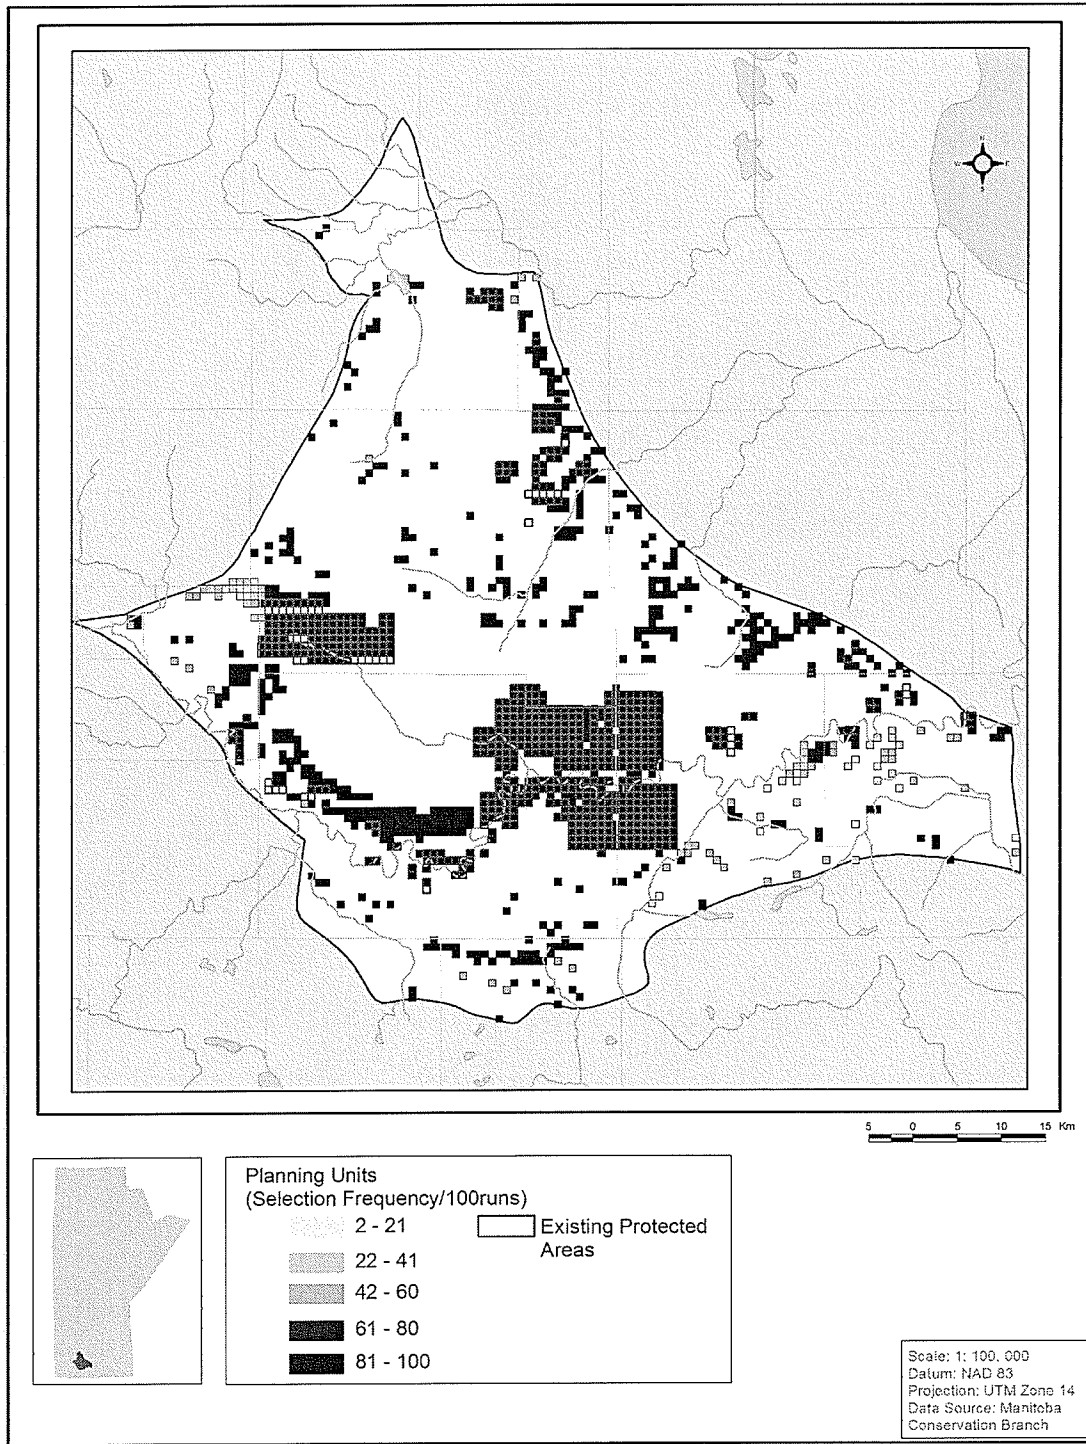 N
W
S
5 0 5 10 15 Km
Planning Units
(Selection Frequency/100runs)
2 - 21
22 - 41
42 - 60
61 - 80
81 - 100
Existing Protected
Areas
Scale: 1: 100, 000
Datum: NAD 83
Projection: UTM Zone 14
Data Source: Manitoba
Conservation Branch